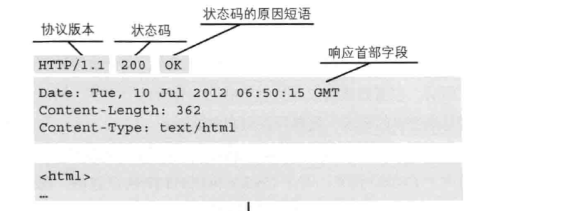 状态码的原因短语
协议版本 状态码
响应首部字段
HTTP/1.1 200 OK
Date: Tue, 10 Jul 2012 06:50:15 GMT
Content-Length: 362
Content-Type: text/html
<html>
…